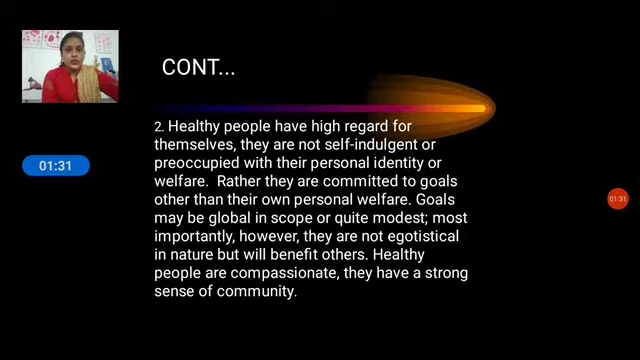 CONT...
2. Healthy people have high regard for
themselves, they are not self-indulgent or
preoccupied with their personal identity or
welfare. Rather they are committed to goals
other than their own personal welfare. Goals
may be global in scope or quite modest; most
importantly, however, they are not egotistical
in nature but will benefit others. Healthy
people are compassionate, they have a strong
sense of community.
01:31
01:31